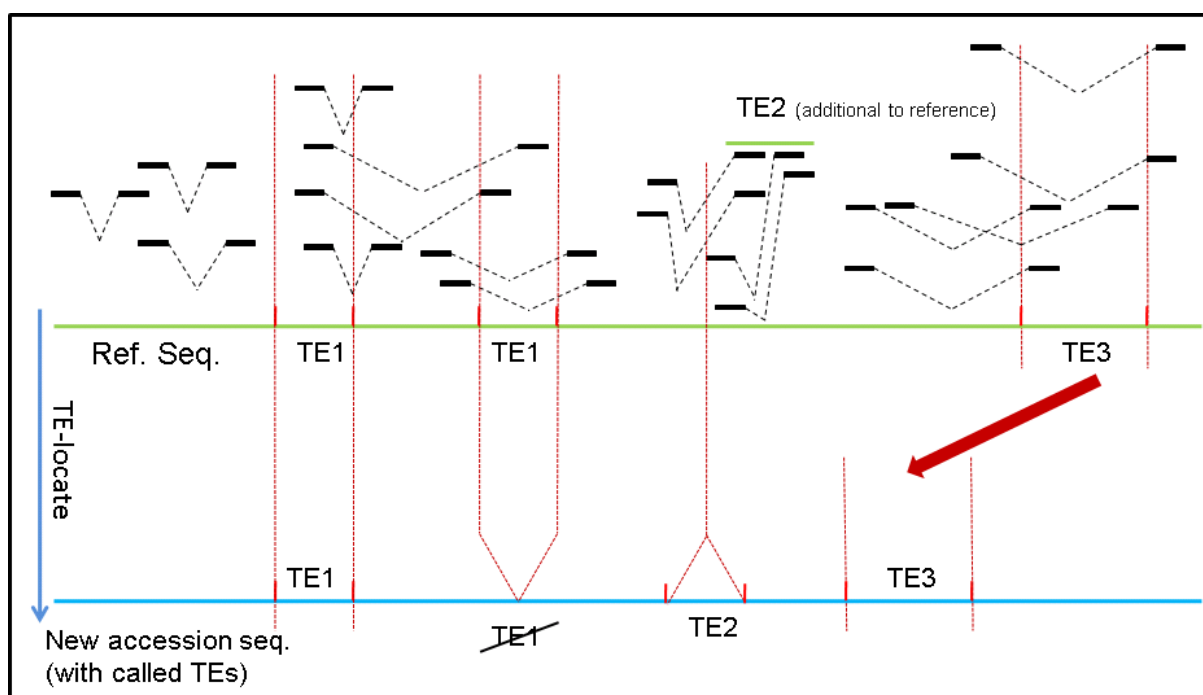 TE2 (additional to reference)
Ref. Seq.
TE1
TE1
TE3
TE-locate
TE1
TE3
TE1
TE2
New accession seq.
(with called TEs)